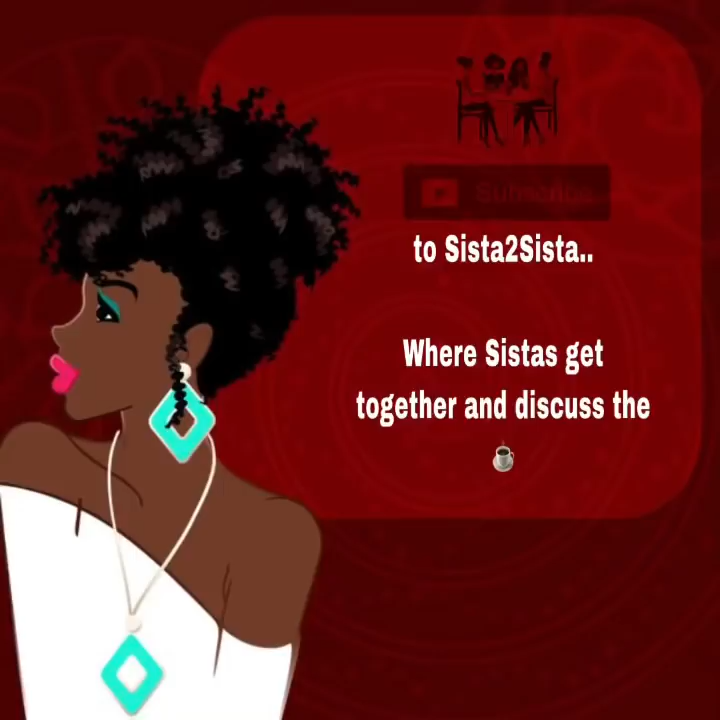 Subscribe
to Sista2Sista..
Where Sistas get
together and discuss the
☕